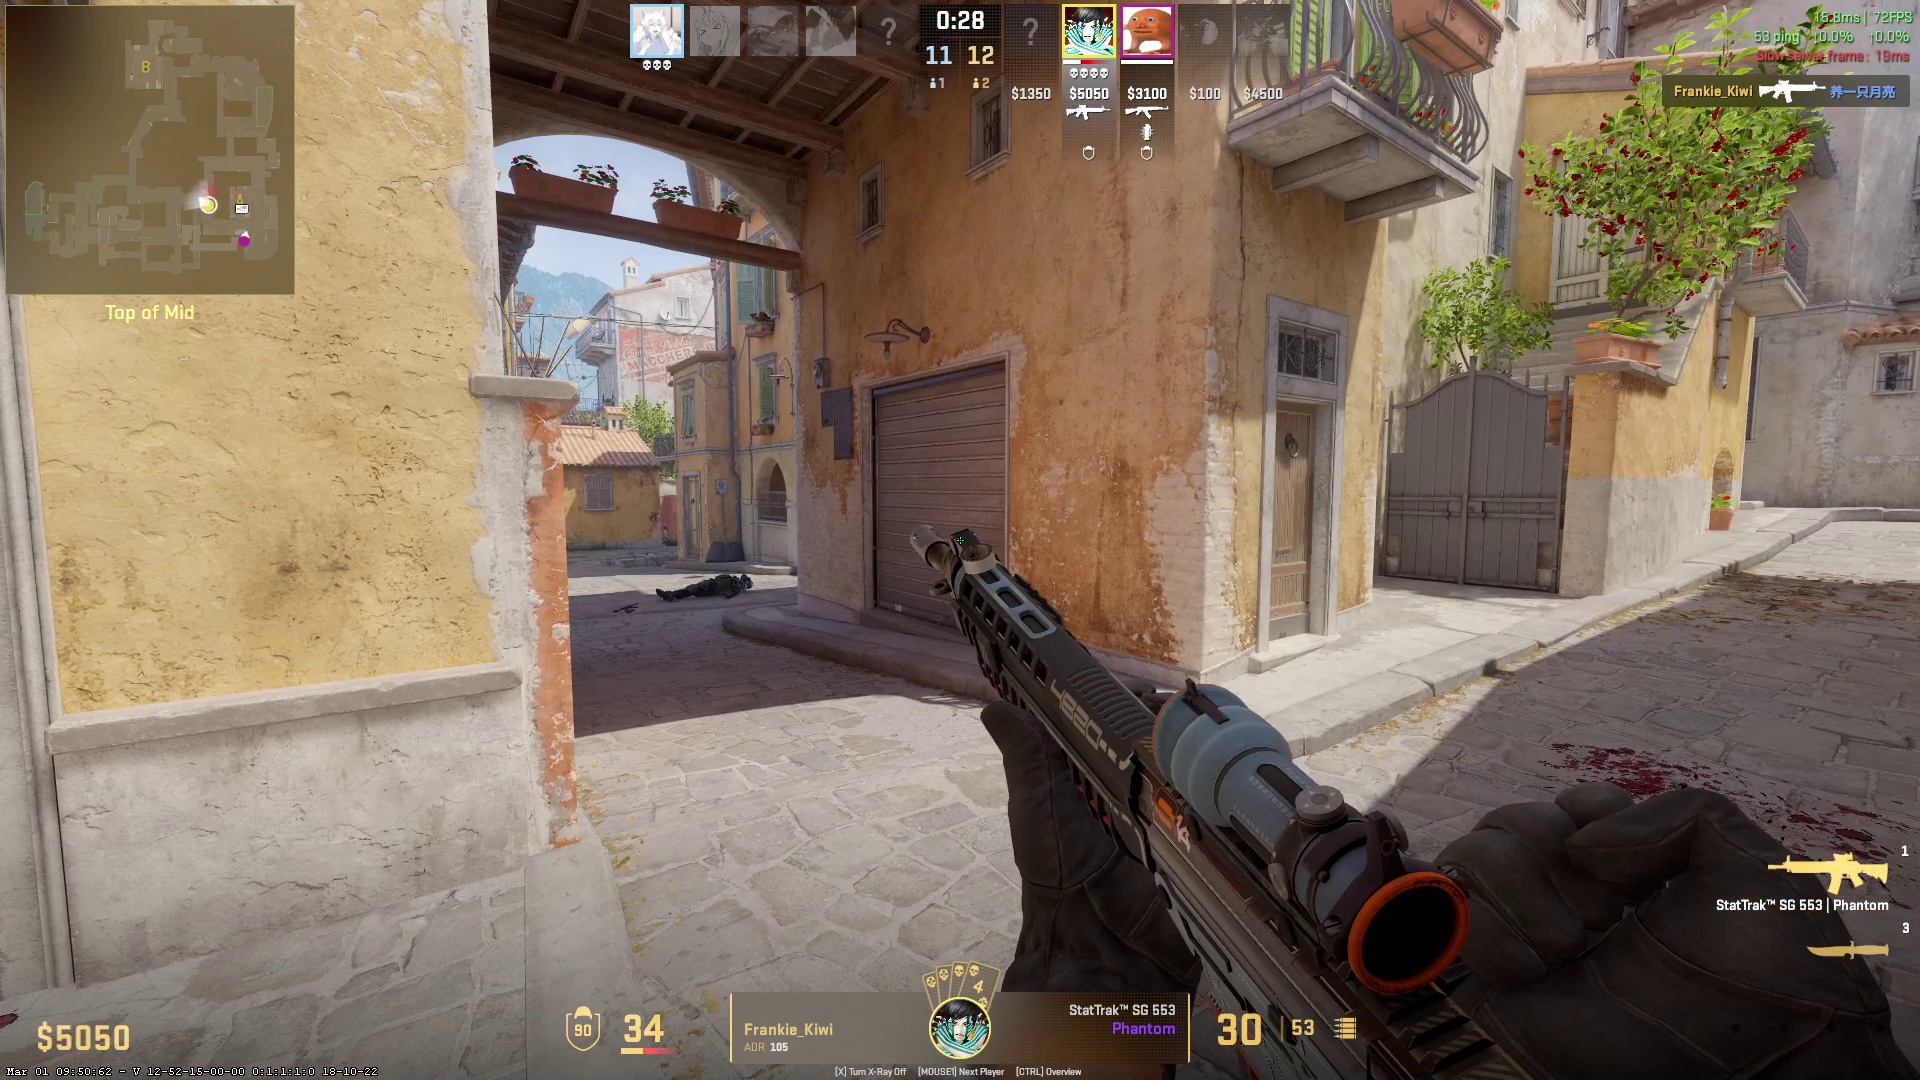 B
A
Top of Mid
?
0:28
11 12
1 2
?
$1350 $5050 $3100 $100 $4500
15.8ms | 72FPS
53 ping ↓0.0% ↑0.0%
Slow server frame: 19ms
Frankie_Kiwi 养一只月亮
1
StatTrak™ SG 553 | Phantom
3
$5050
90 34
4
Frankie_Kiwi
ADR 105
StatTrak™ SG 553
Phantom
30 | 53
[X] Turn X-Ray Off [MOUSE1] Next Player [CTRL] Overview
Mar 01 09:50:62 - V 12-52-15-00-00 0:1:1:1:0 18-10-22